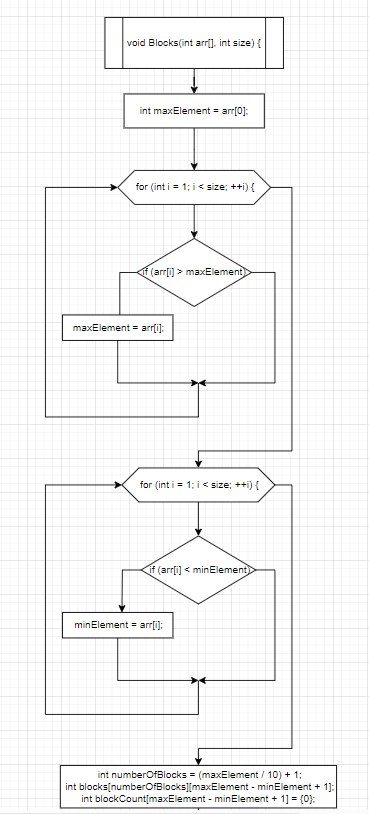 void Blocks(int arr[], int size) {
int maxElement = arr[0];
for (int i = 1; i < size; ++i) {
if (arr[i] > maxElement)
maxElement = arr[i];
for (int i = 1; i < size; ++i) {
if (arr[i] < minElement)
minElement = arr[i];
int numberOfBlocks = (maxElement / 10) + 1;
int blocks[numberOfBlocks][maxElement - minElement + 1];
int blockCount[maxElement - minElement + 1] = {0};